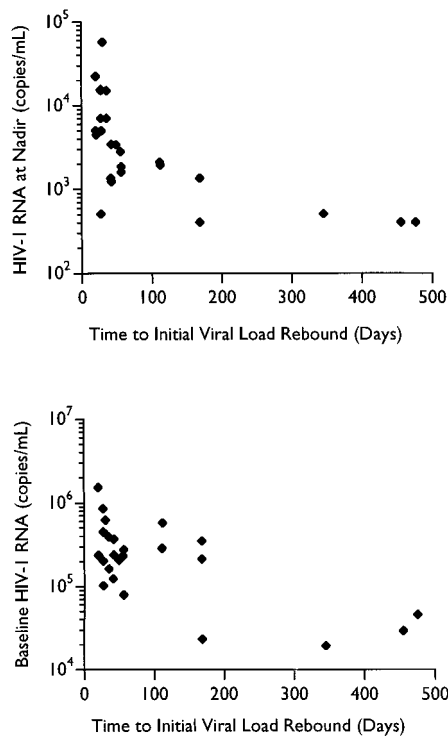 HIV-1 RNA at Nadir (copies/mL)
10⁵
10⁴
10³
10²
0 100 200 300 400 500
Time to Initial Viral Load Rebound (Days)
Baseline HIV-1 RNA (copies/mL)
10⁷
10⁶
10⁵
10⁴
0 100 200 300 400 500
Time to Initial Viral Load Rebound (Days)